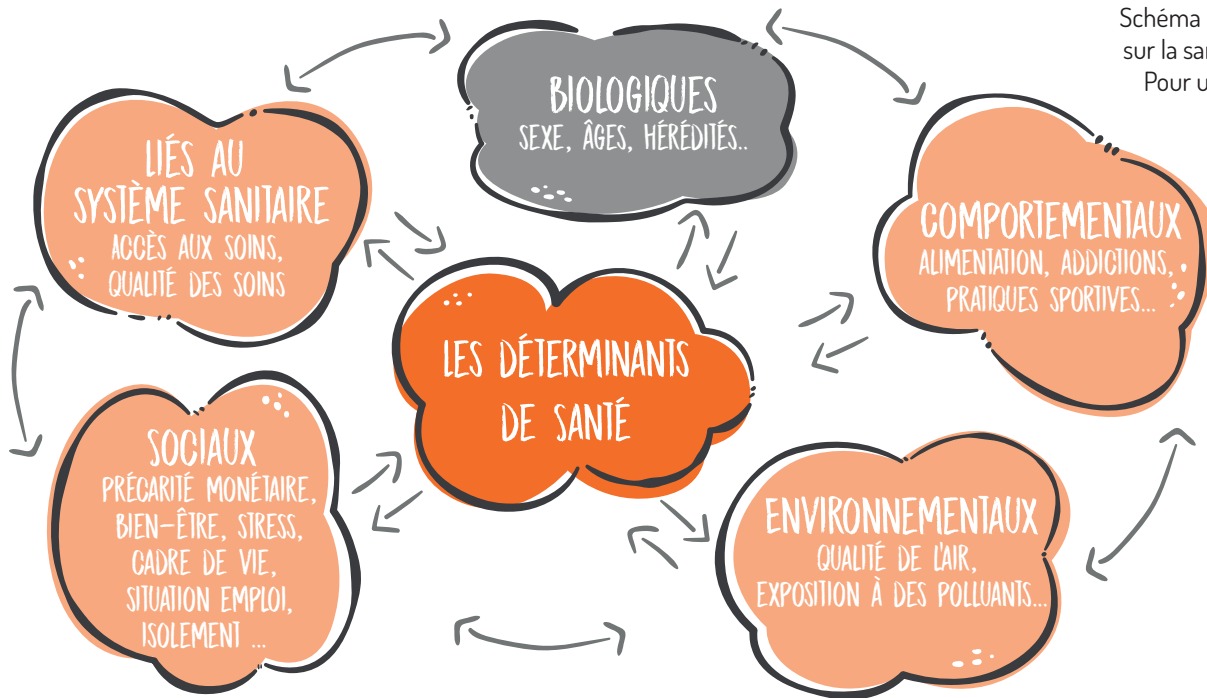 Schéma
sur la san
Pour u
BIOLOGIQUES
SEXE, ÂGES, HÉRÉDITÉS..
LIÉS AU
SYSTÈME SANITAIRE
ACCÈS AUX SOINS,
QUALITÉ DES SOINS
COMPORTEMENTAUX
ALIMENTATION, ADDICTIONS,
PRATIQUES SPORTIVES...
LES DÉTERMINANTS
DE SANTÉ
SOCIAUX
PRÉCARITÉ MONÉTAIRE,
BIEN-ÊTRE, STRESS,
CADRE DE VIE,
SITUATION EMPLOI,
ISOLEMENT ...
ENVIRONNEMENTAUX
QUALITÉ DE L'AIR,
EXPOSITION À DES POLLUANTS...